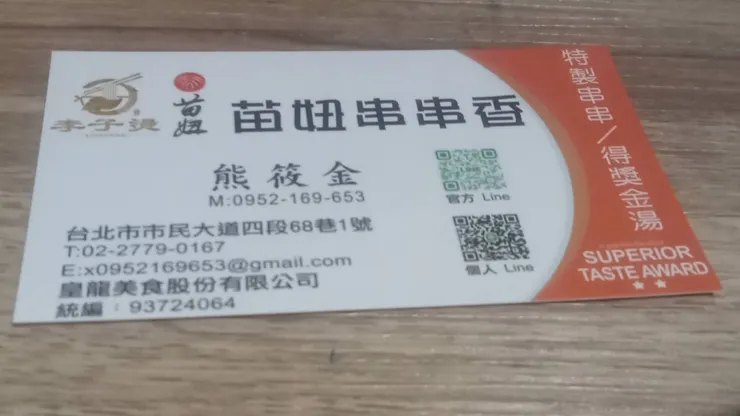 李子燙
苗妞
苗妞串串香
熊筱金
M:0952-169-653
台北市市民大道四段68巷1號
T:02-2779-0167
E:x0952169653@gmail.com
皇龍美食股份有限公司
統編：93724064
官方 Line
個人 Line
特製串串/得獎金湯
SUPERIOR
TASTE AWARD